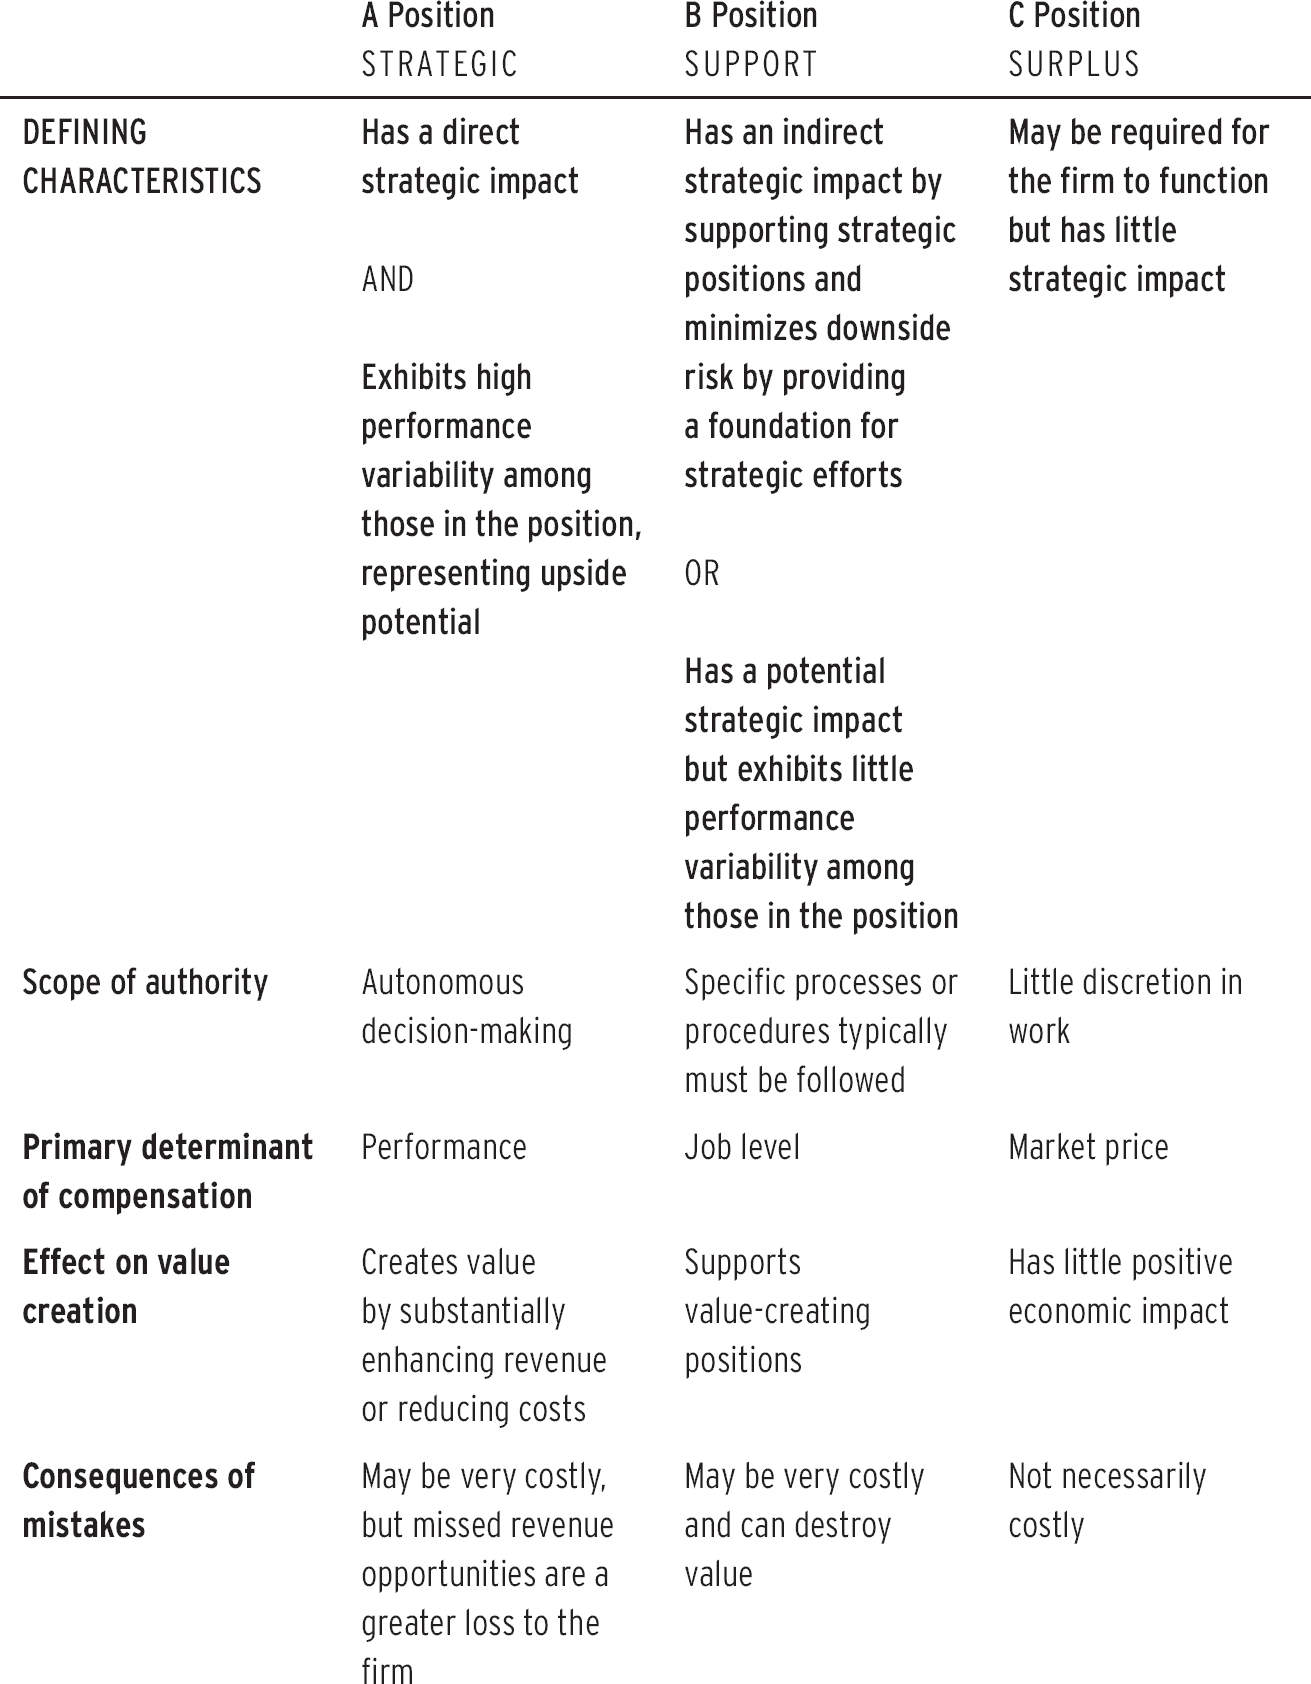 A Position
STRATEGIC
B Position
SUPPORT
C Position
SURPLUS
DEFINING
CHARACTERISTICS
Has a direct
strategic impact
AND
Exhibits high
performance
variability among
those in the position,
representing upside
potential
Has an indirect
strategic impact by
supporting strategic
positions and
minimizes downside
risk by providing
a foundation for
strategic efforts
OR
Has a potential
strategic impact
but exhibits little
performance
variability among
those in the position
May be required for
the firm to function
but has little
strategic impact
Scope of authority
Autonomous
decision-making
Specific processes or
procedures typically
must be followed
Little discretion in
work
Primary determinant
of compensation
Performance
Job level
Market price
Effect on value
creation
Creates value
by substantially
enhancing revenue
or reducing costs
Supports
value-creating
positions
Has little positive
economic impact
Consequences of
mistakes
May be very costly,
but missed revenue
opportunities are a
greater loss to the
firm
May be very costly
and can destroy
value
Not necessarily
costly